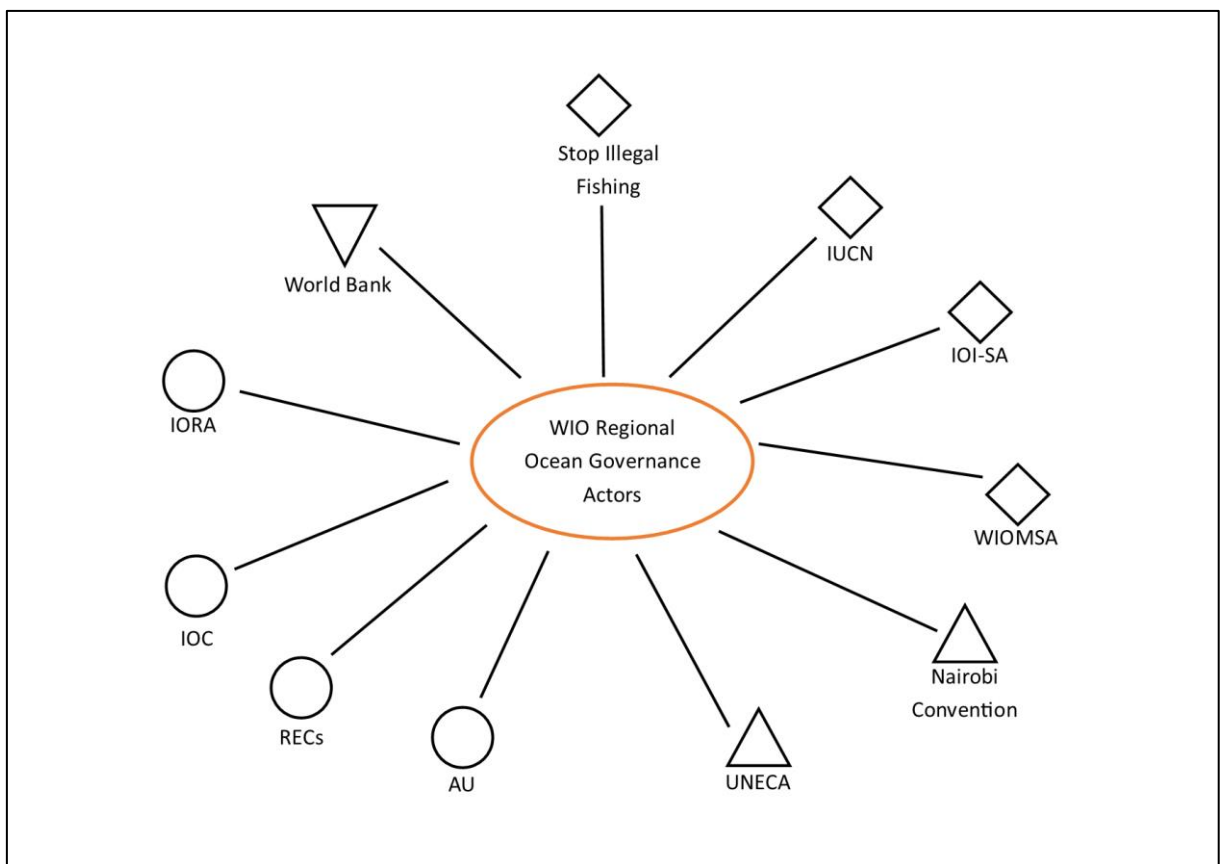 Stop Illegal
Fishing
IUCN
World Bank
IOI-SA
IORA
WIO Regional
Ocean Governance
Actors
WIOMSA
IOC
Nairobi
Convention
RECs
AU
UNECA